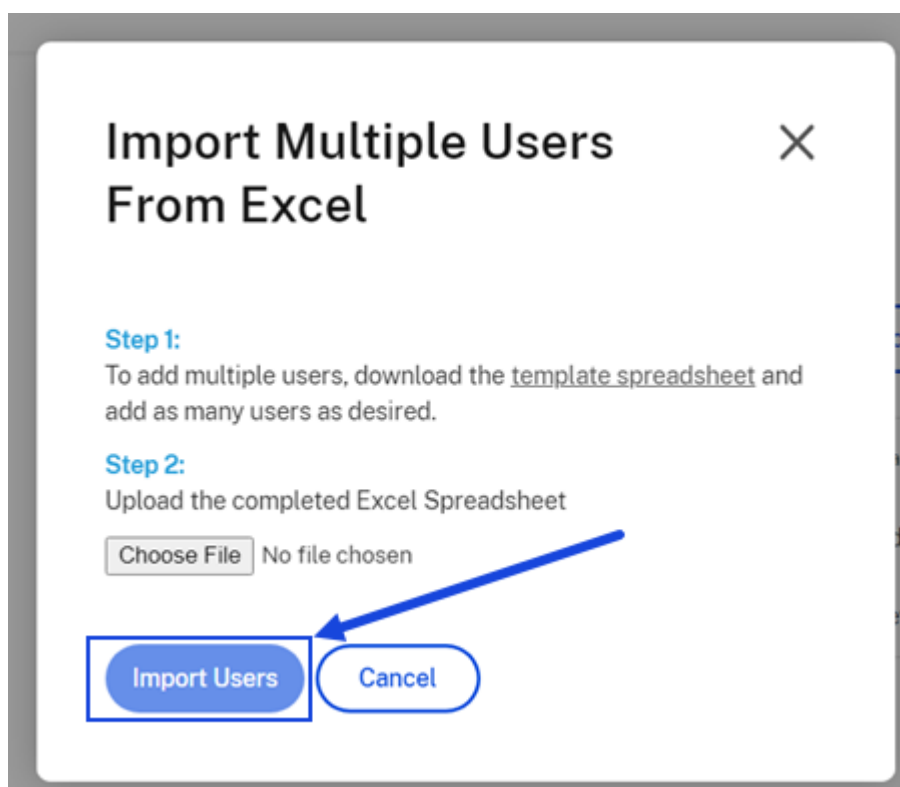 Import Multiple Users
From Excel
Step 1:
To add multiple users, download the template spreadsheet and
add as many users as desired.
Step 2:
Upload the completed Excel Spreadsheet
Choose File No file chosen
Import Users Cancel